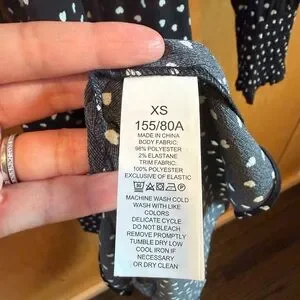 XS
155/80A
MADE IN CHINA
BODY FABRIC:
98% POLYESTER
2% ELASTANE
TRIM FABRIC:
100% POLYESTER
EXCLUSIVE OF ELASTIC
MACHINE WASH COLD
WASH WITH LIKE
COLORS
DELICATE CYCLE
DO NOT BLEACH
REMOVE PROMPTLY
TUMBLE DRY LOW
COOL IRON IF
NECESSARY
OR DRY CLEAN